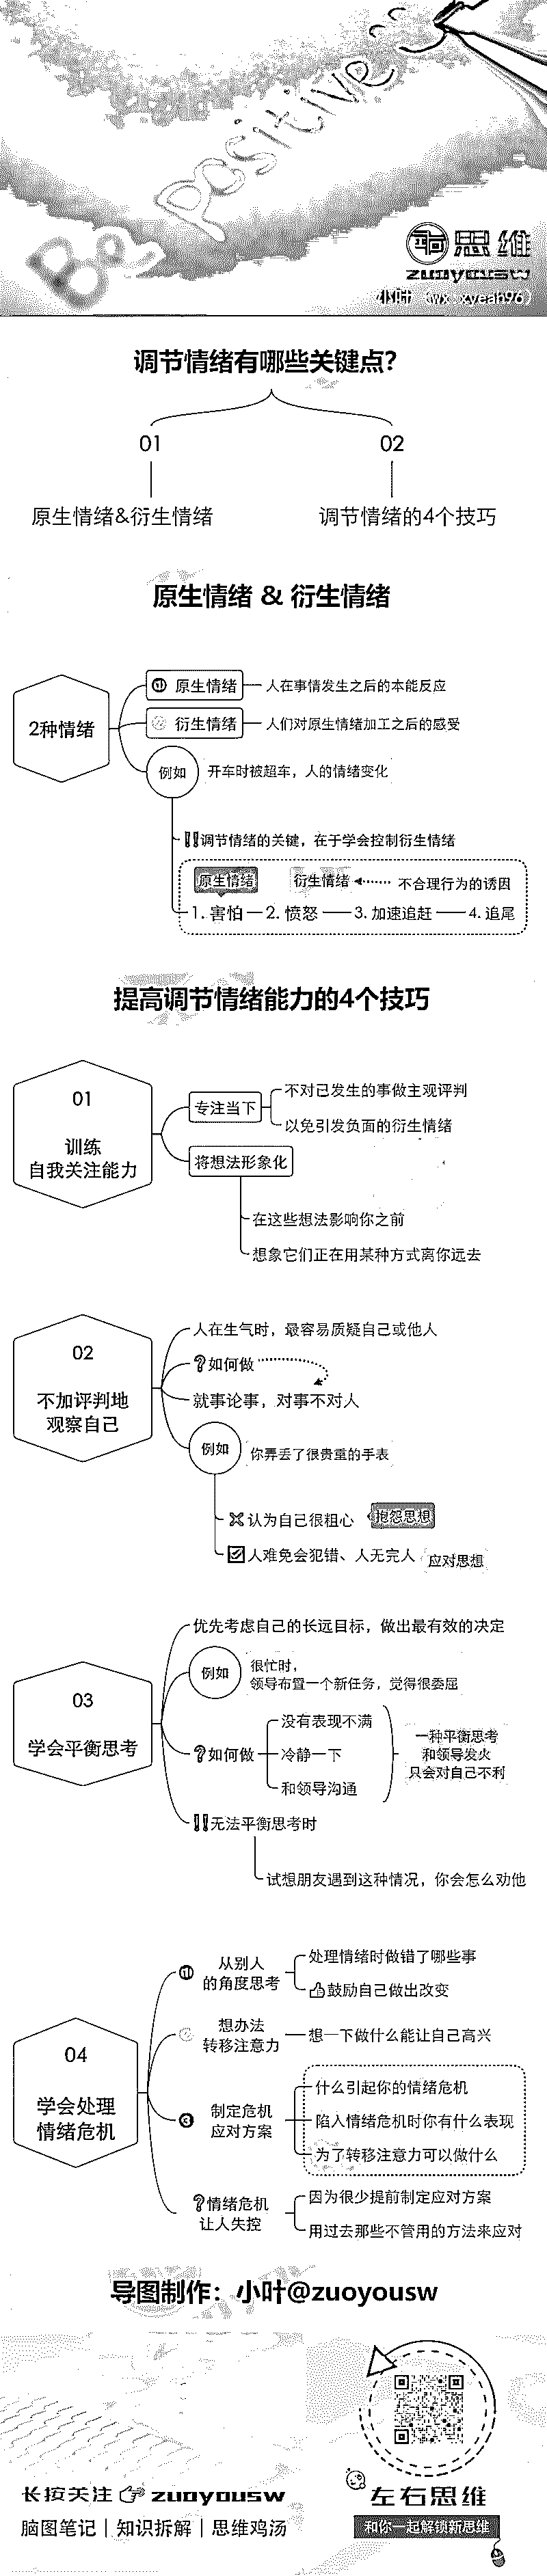 Be positive
思维
zuoyousw
小叶 (wx:xyeah96)
调节情绪有哪些关键点?
01
02
原生情绪&衍生情绪
调节情绪的4个技巧
原生情绪 & 衍生情绪
2种情绪
原生情绪
人在事情发生之后的本能反应
衍生情绪
人们对原生情绪加工之后的感受
例如
开车时被超车，人的情绪变化
!!调节情绪的关键，在于学会控制衍生情绪
原生情绪
衍生情绪
不合理行为的诱因
1. 害怕
2. 愤怒
3. 加速追赶
4. 追尾
提高调节情绪能力的4个技巧
01
训练
自我关注能力
专注当下
不对已发生的事做主观评判
以免引发负面的衍生情绪
将想法形象化
在这些想法影响你之前
想象它们正在用某种方式离你远去
02
不加评判地
观察自己
人在生气时，最容易质疑自己或他人
?如何做
就事论事，对事不对人
例如
你弄丢了很贵重的手表
认为自己很粗心
抱怨思想
人难免会犯错、人无完人
应对思想
03
学会平衡思考
优先考虑自己的长远目标，做出最有效的决定
例如
很忙时，
领导布置一个新任务，觉得很委屈
?如何做
没有表现不满
冷静一下
和领导沟通
一种平衡思考
和领导发火
只会对自己不利
!!无法平衡思考时
试想朋友遇到这种情况，你会怎么劝他
04
学会处理
情绪危机
1
从别人
的角度思考
处理情绪时做错了哪些事
鼓励自己做出改变
想办法
转移注意力
想一下做什么能让自己高兴
3
制定危机
应对方案
什么引起你的情绪危机
陷入情绪危机时你有什么表现
为了转移注意力可以做什么
?情绪危机
让人失控
因为很少提前制定应对方案
用过去那些不管用的方法来应对
导图制作：小叶@zuoyousw
长按关注 zuoyousw
脑图笔记｜知识拆解｜思维鸡汤
左右思维
和你一起解锁新思维